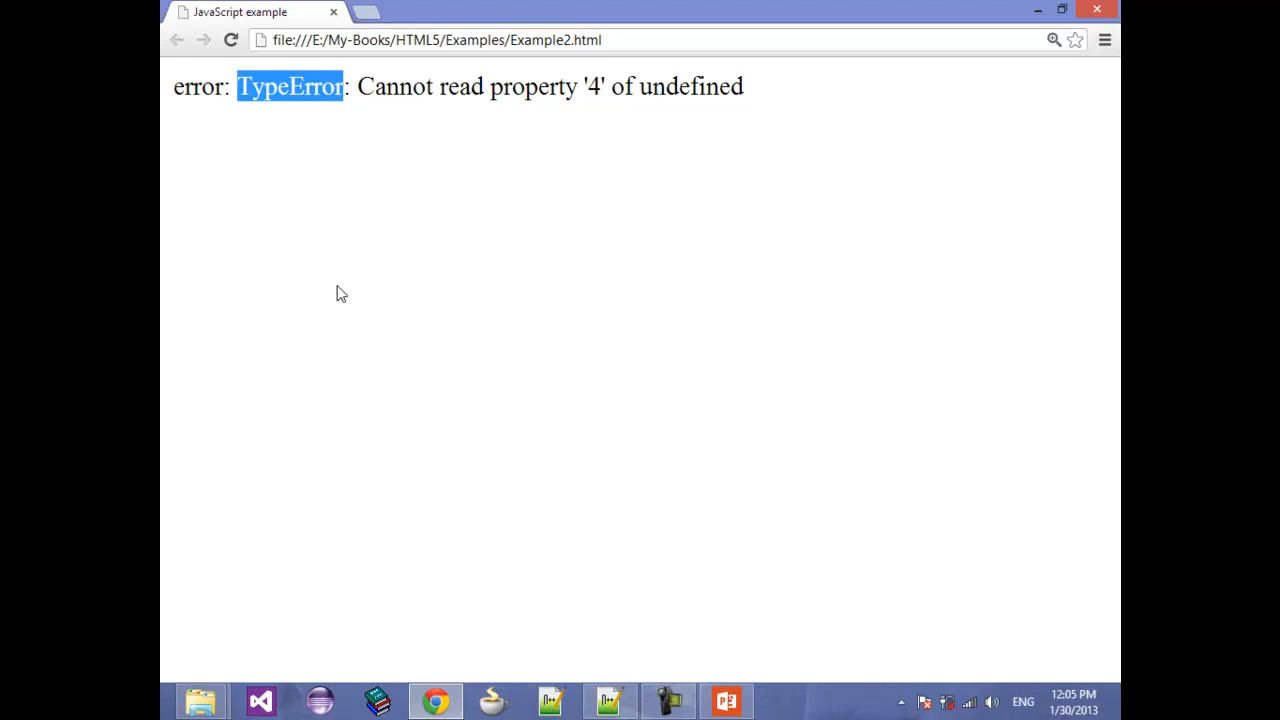 JavaScript example
file:///E:/My-Books/HTML5/Examples/Example2.html
error: TypeError: Cannot read property '4' of undefined
ENG
12:05 PM
1/30/2013